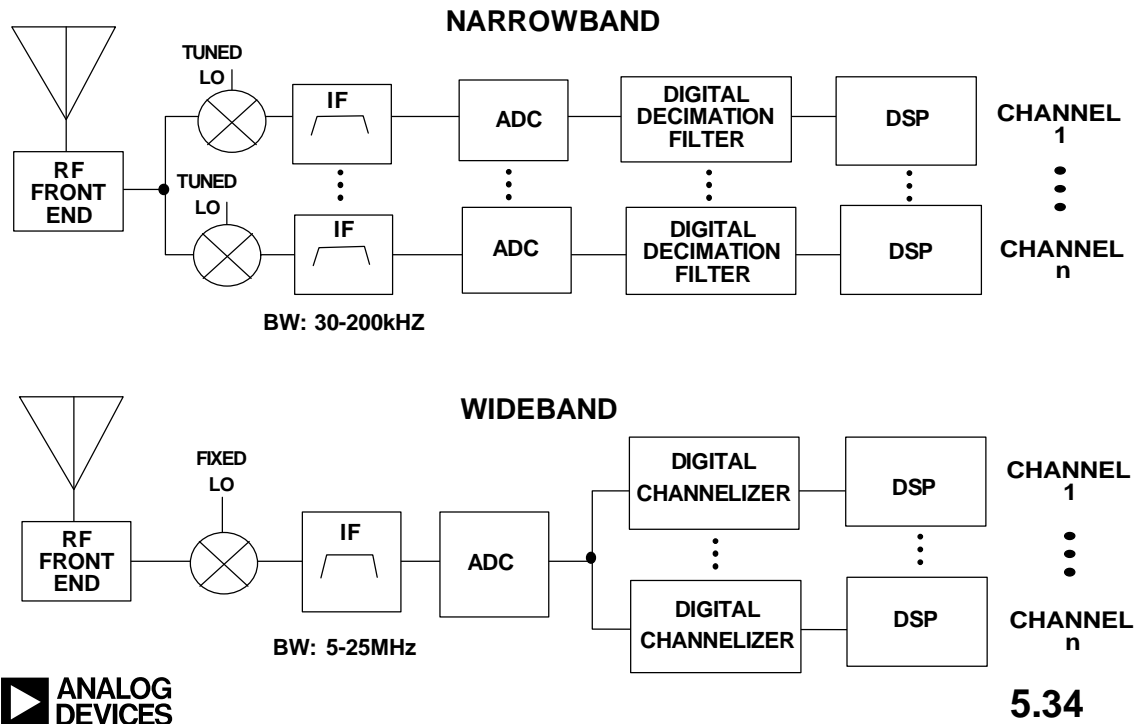 NARROWBAND
TUNED
LO
IF
ADC
DIGITAL
DECIMATION
FILTER
DSP
CHANNEL
1
RF
FRONT
END
TUNED
LO
IF
ADC
DIGITAL
DECIMATION
FILTER
DSP
CHANNEL
n
BW: 30-200kHZ
WIDEBAND
FIXED
LO
RF
FRONT
END
IF
ADC
DIGITAL
CHANNELIZER
DSP
CHANNEL
1
DIGITAL
CHANNELIZER
DSP
CHANNEL
n
BW: 5-25MHz
ANALOG
DEVICES
5.34